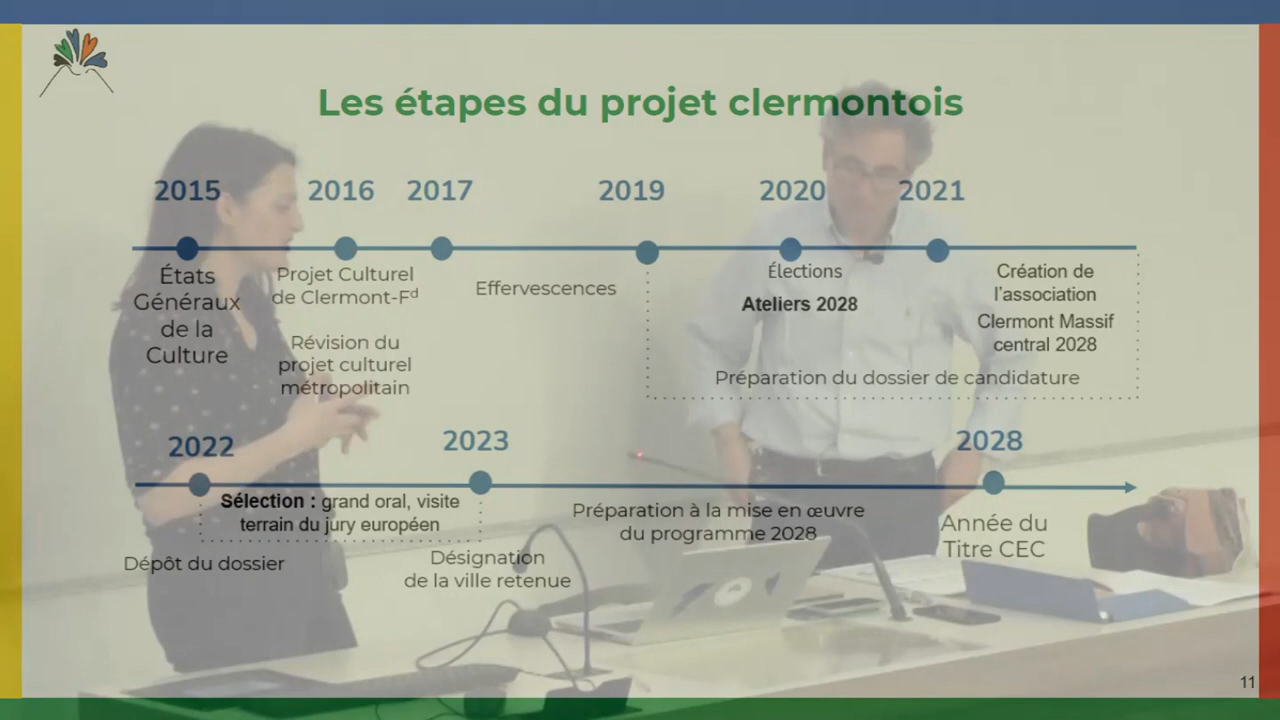 Les étapes du projet clermontois
2015
2016
2017
2019
2020
2021
États
Généraux
de la
Culture
Projet Culturel
de Clermont-Fᵈ
Révision du
projet culturel
métropolitain
Effervescences
Élections
Ateliers 2028
Création de
l’association
Clermont Massif
central 2028
Préparation du dossier de candidature
2022
2023
2028
Sélection : grand oral, visite
terrain du jury européen
Dépôt du dossier
Désignation
de la ville retenue
Préparation à la mise en œuvre
du programme 2028
Année du
Titre CEC
11